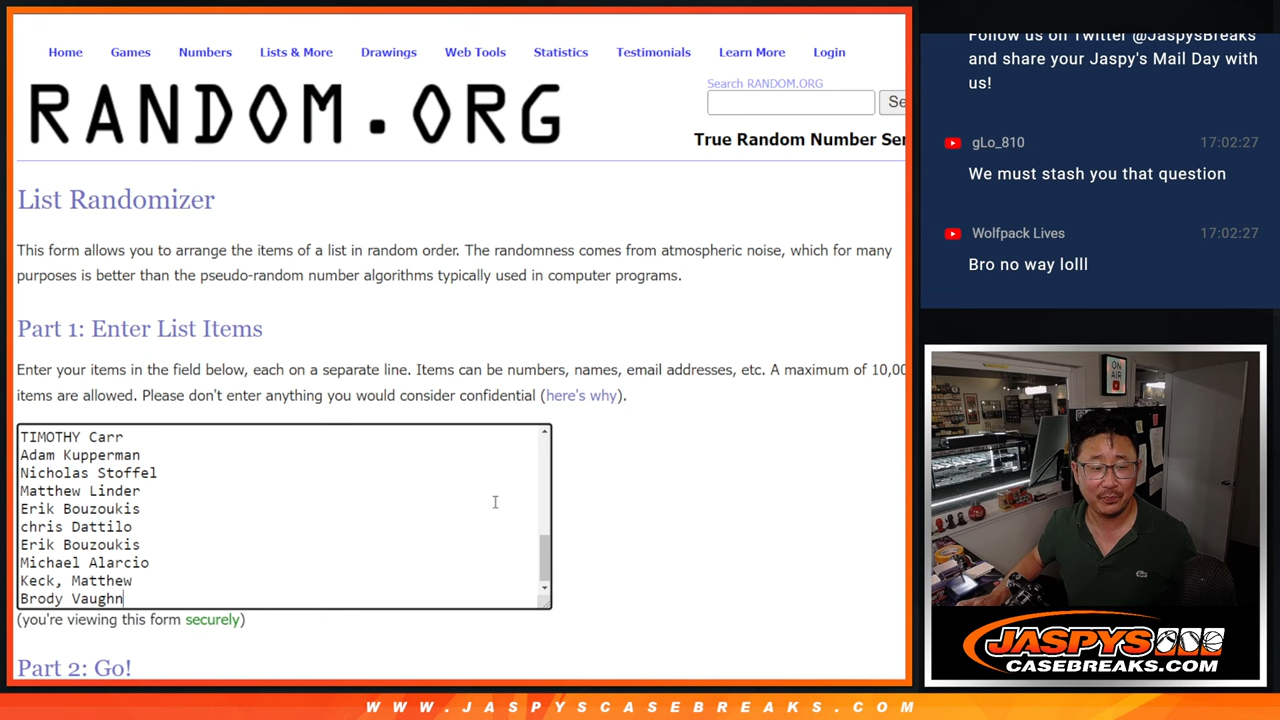 Home Games Numbers Lists & More Drawings Web Tools Statistics Testimonials Learn More Login
RANDOM.ORG
Search RANDOM.ORG
Se
True Random Number Ser
List Randomizer
This form allows you to arrange the items of a list in random order. The randomness comes from atmospheric noise, which for many
purposes is better than the pseudo-random number algorithms typically used in computer programs.
Part 1: Enter List Items
Enter your items in the field below, each on a separate line. Items can be numbers, names, email addresses, etc. A maximum of 10,00
items are allowed. Please don't enter anything you would consider confidential (here's why).
TIMOTHY Carr
Adam Kupperman
Nicholas Stoffel
Matthew Linder
Erik Bouzoukis
chris Dattilo
Erik Bouzoukis
Michael Alarcio
Keck, Matthew
Brody Vaughn
(you're viewing this form securely)
Part 2: Go!
Follow us on Twitter @JaspysBreaks
and share your Jaspy's Mail Day with
us!
gLo_810 17:02:27
We must stash you that question
Wolfpack Lives 17:02:27
Bro no way lolll
ON
AIR
JASPYS
CASEBREAKS.COM
WWW.JASPYSCASEBREAKS.COM